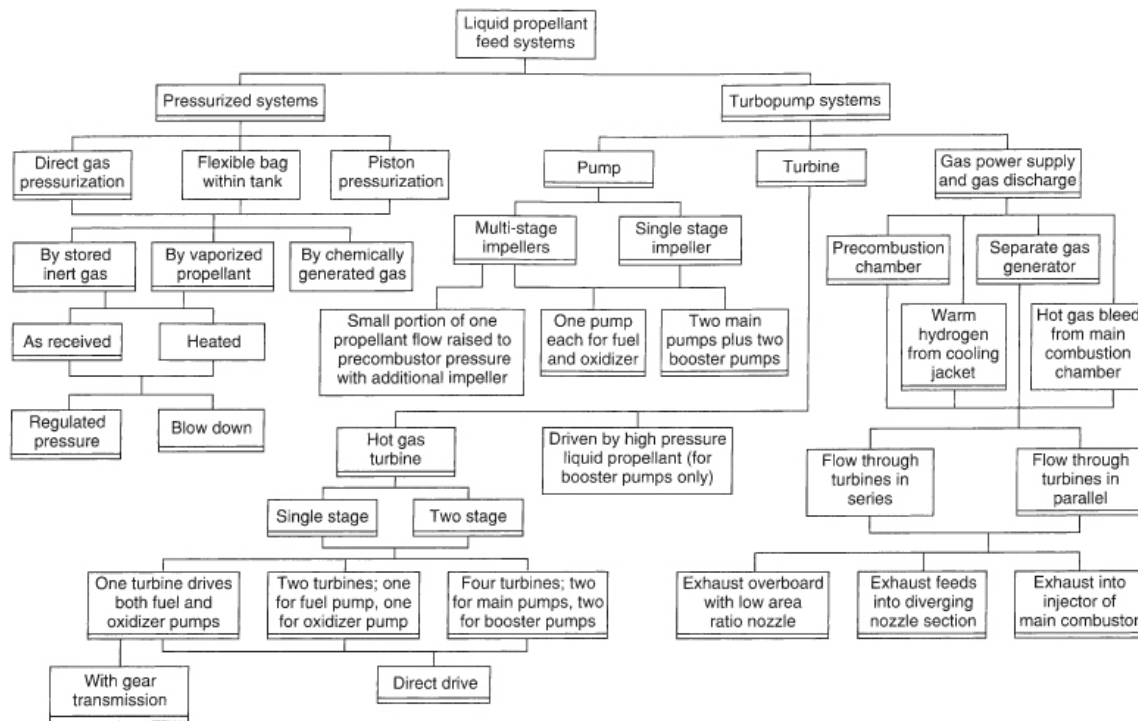 Liquid propellant
feed systems
Pressurized systems
Turbopump systems
Direct gas
pressurization
Flexible bag
within tank
Piston
pressurization
Pump
Turbine
Gas power supply
and gas discharge
By stored
inert gas
By vaporized
propellant
By chemically
generated gas
Multi-stage
impellers
Single stage
impeller
Precombustion
chamber
Separate gas
generator
As received
Heated
Small portion of one
propellant flow raised to
precombustor pressure
with additional impeller
One pump
each for fuel
and oxidizer
Two main
pumps plus two
booster pumps
Warm
hydrogen
from cooling
jacket
Hot gas bleed
from main
combustion
chamber
Regulated
pressure
Blow down
Hot gas
turbine
Driven by high pressure
liquid propellant (for
booster pumps only)
Flow through
turbines in
series
Flow through
turbines in
parallel
Single stage
Two stage
One turbine drives
both fuel and
oxidizer pumps
Two turbines; one
for fuel pump, one
for oxidizer pump
Four turbines; two
for main pumps, two
for booster pumps
Exhaust overboard
with low area
ratio nozzle
Exhaust feeds
into diverging
nozzle section
Exhaust into
injector of
main combustor
With gear
transmission
Direct drive